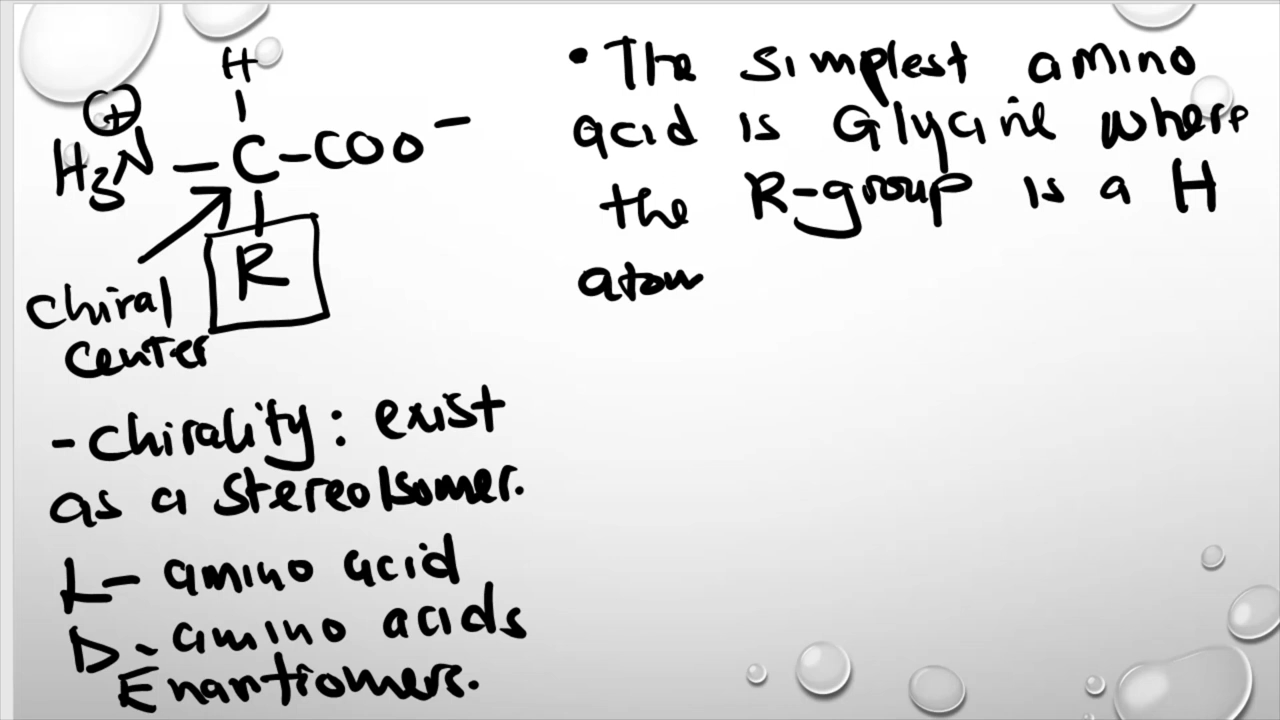 H
H₃N⊕ – C – COO⁻
R
Chiral
center
- Chirality: exist
as a stereoIsomer.
L- amino acid
D- amino acids
Enantiomers.
• The simplest amino
acid is Glycine where
the R-group is a H
atom